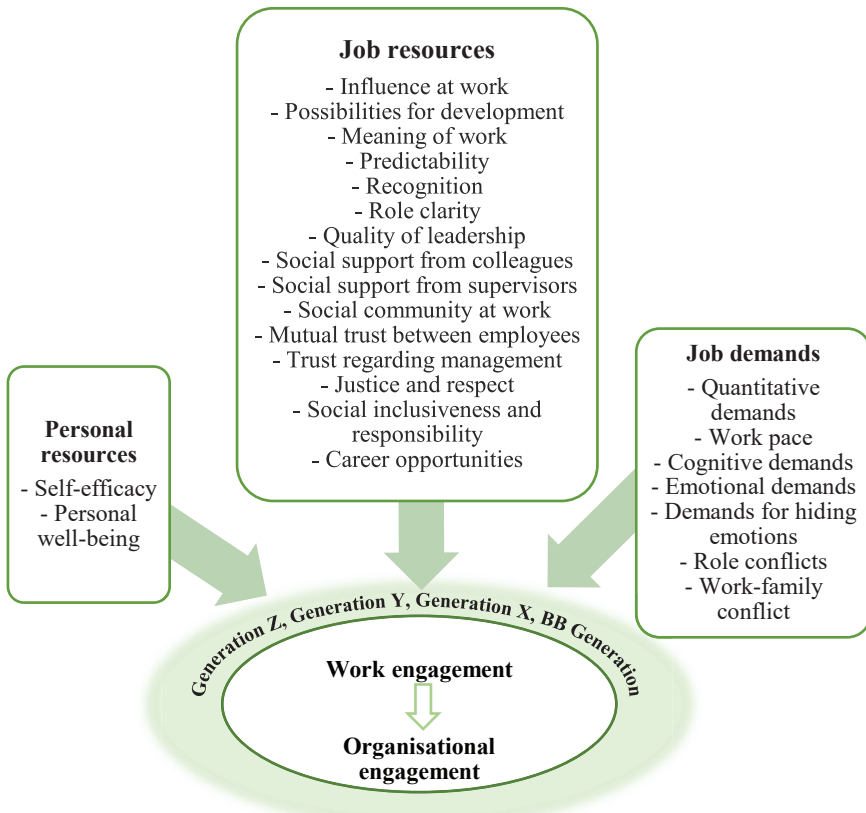 Job resources
- Influence at work
- Possibilities for development
- Meaning of work
- Predictability
- Recognition
- Role clarity
- Quality of leadership
- Social support from colleagues
- Social support from supervisors
- Social community at work
- Mutual trust between employees
- Trust regarding management
- Justice and respect
- Social inclusiveness and
responsibility
- Career opportunities
Personal
resources
- Self-efficacy
- Personal
well-being
Job demands
- Quantitative
demands
- Work pace
- Cognitive demands
- Emotional demands
- Demands for hiding
emotions
- Role conflicts
- Work-family
conflict
Generation Z, Generation Y, Generation X, BB Generation
Work engagement
Organisational
engagement